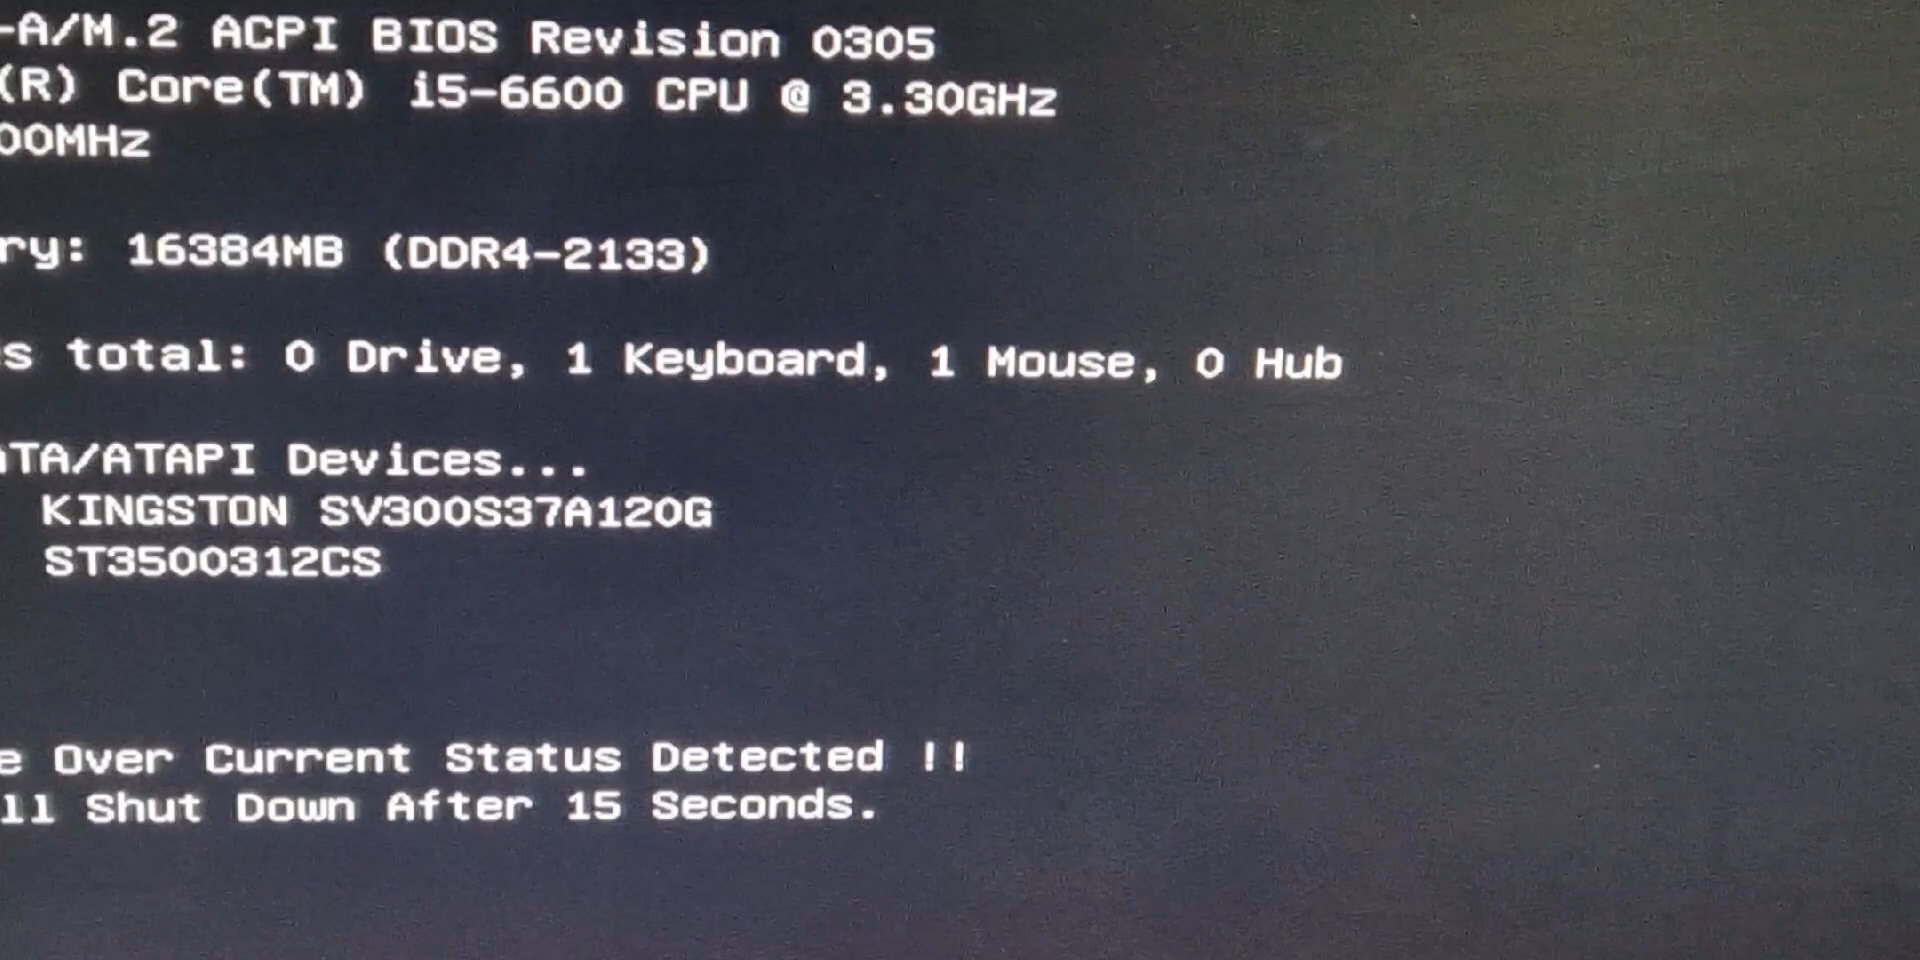 -A/M.2 ACPI BIOS Revision 0305
(R) Core(TM) i5-6600 CPU @ 3.30GHz
00MHz
ry: 16384MB (DDR4-2133)
s total: 0 Drive, 1 Keyboard, 1 Mouse, 0 Hub
ATA/ATAPI Devices...
KINGSTON SV300S37A120G
ST3500312CS
e Over Current Status Detected !!
ll Shut Down After 15 Seconds.